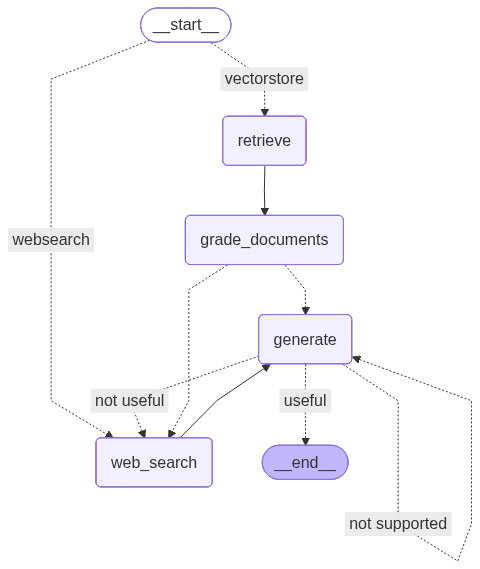 __start__
vectorstore
retrieve
websearch
grade_documents
generate
not useful
useful
web_search
__end__
not supported